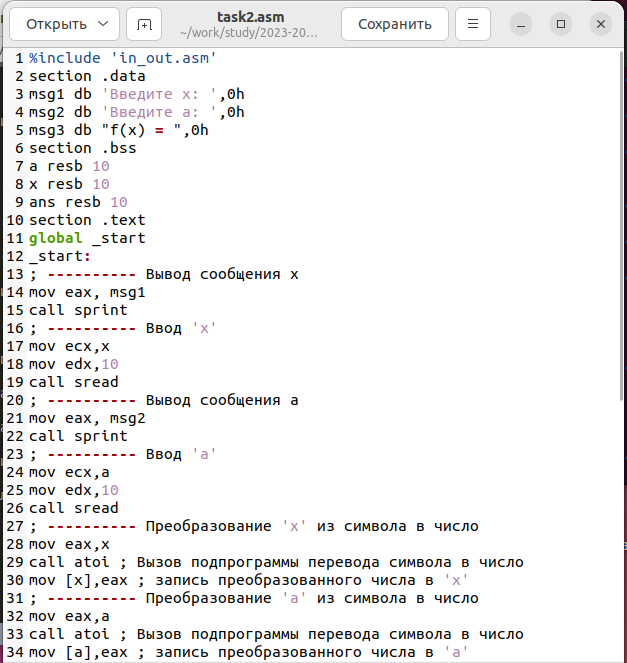 Открыть
task2.asm
~/work/study/2023-20...
Сохранить
1 %include 'in_out.asm'
2 section .data
3 msg1 db 'Введите x: ',0h
4 msg2 db 'Введите a: ',0h
5 msg3 db "f(x) = ",0h
6 section .bss
7 a resb 10
8 x resb 10
9 ans resb 10
10 section .text
11 global _start
12 _start:
13 ; ---------- Вывод сообщения x
14 mov eax, msg1
15 call sprint
16 ; ---------- Ввод 'x'
17 mov ecx,x
18 mov edx,10
19 call sread
20 ; ---------- Вывод сообщения a
21 mov eax, msg2
22 call sprint
23 ; ---------- Ввод 'a'
24 mov ecx,a
25 mov edx,10
26 call sread
27 ; ---------- Преобразование 'x' из символа в число
28 mov eax,x
29 call atoi ; Вызов подпрограммы перевода символа в число
30 mov [x],eax ; запись преобразованного числа в 'x'
31 ; ---------- Преобразование 'a' из символа в число
32 mov eax,a
33 call atoi ; Вызов подпрограммы перевода символа в число
34 mov [a],eax ; запись преобразованного числа в 'a'